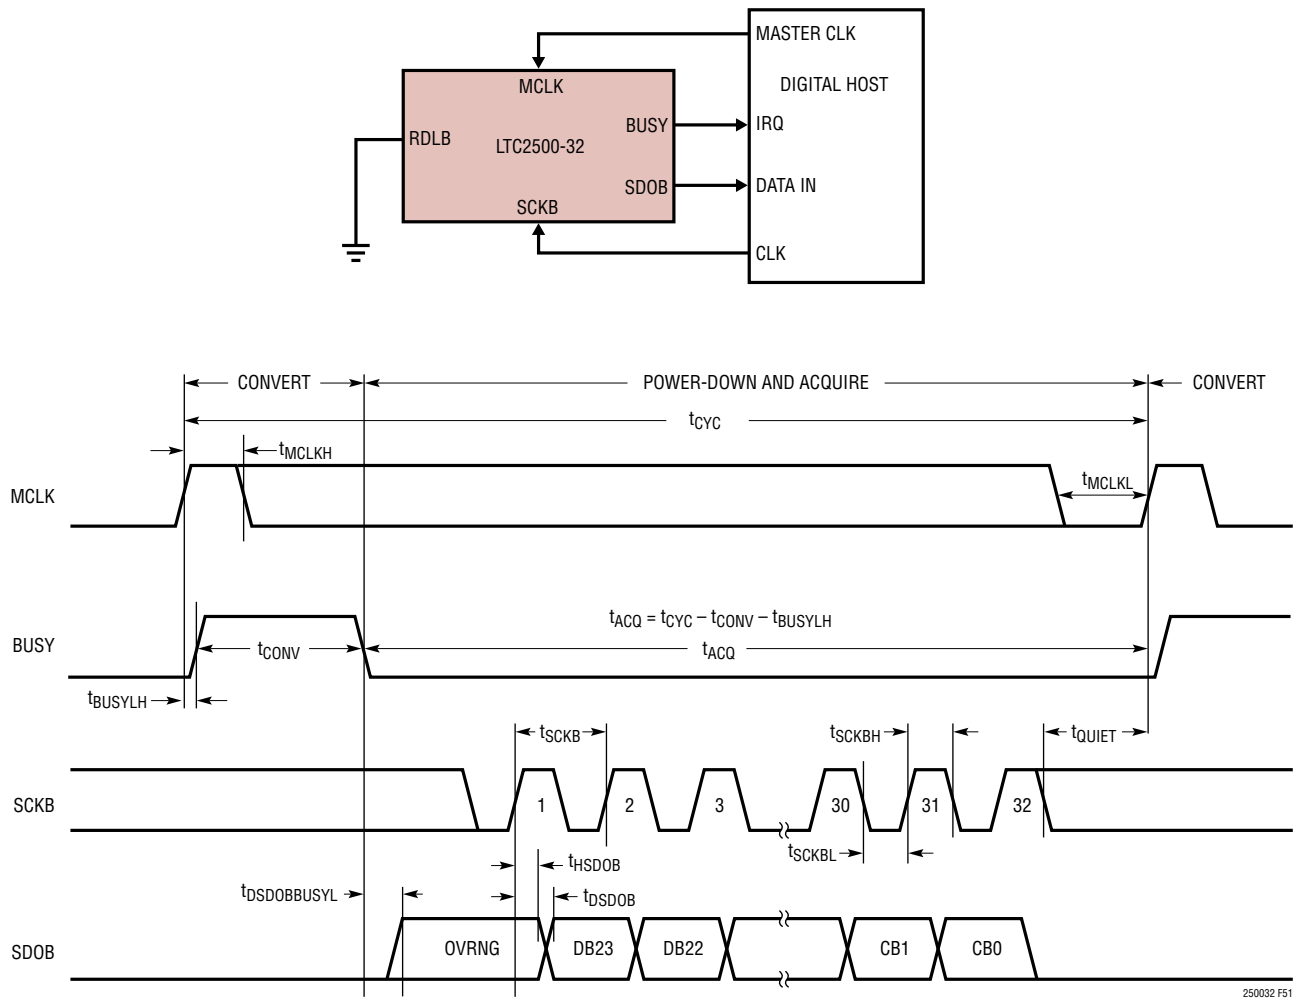 MASTER CLK
MCLK
DIGITAL HOST
BUSY
IRQ
RDLB
LTC2500-32
SDOB
DATA IN
SCKB
CLK
CONVERT
POWER-DOWN AND ACQUIRE
CONVERT
tCYC
tMCLKH
tMCLKL
MCLK
tACQ = tCYC – tCONV – tBUSYLH
BUSY
tCONV
tACQ
tBUSYLH
tSCKB
tSCKBH
tQUIET
SCKB
1
2
3
30
31
32
tSCKBL
tHSDOB
tDSDOBBUSYL
tDSDOB
SDOB
OVRNG
DB23
DB22
CB1
CB0
250032 F51